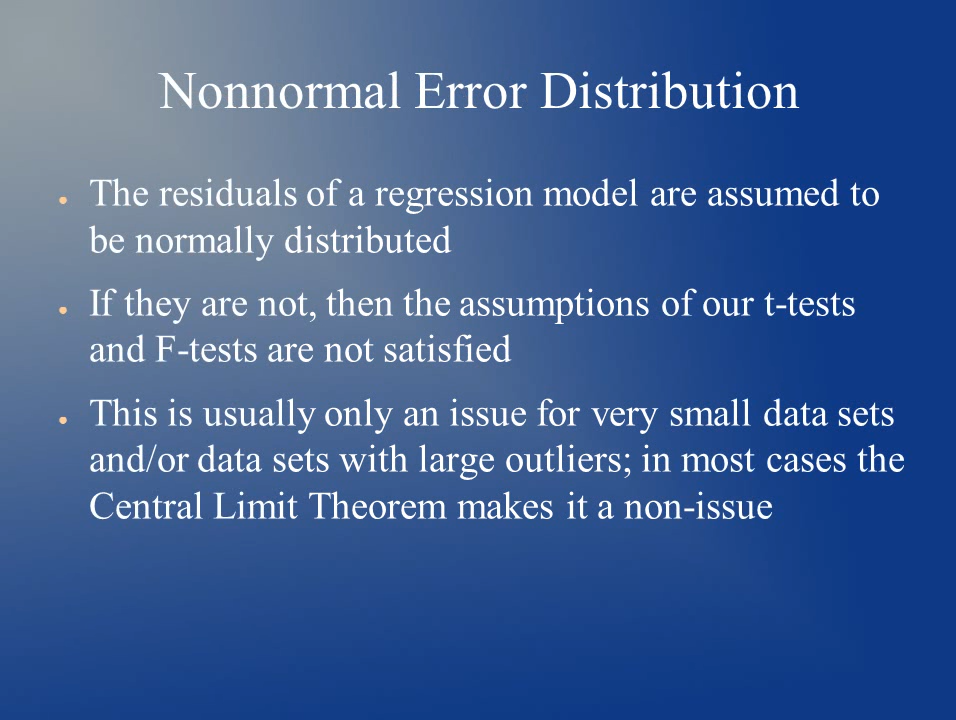 Nonnormal Error Distribution
● The residuals of a regression model are assumed to
be normally distributed
● If they are not, then the assumptions of our t-tests
and F-tests are not satisfied
● This is usually only an issue for very small data sets
and/or data sets with large outliers; in most cases the
Central Limit Theorem makes it a non-issue